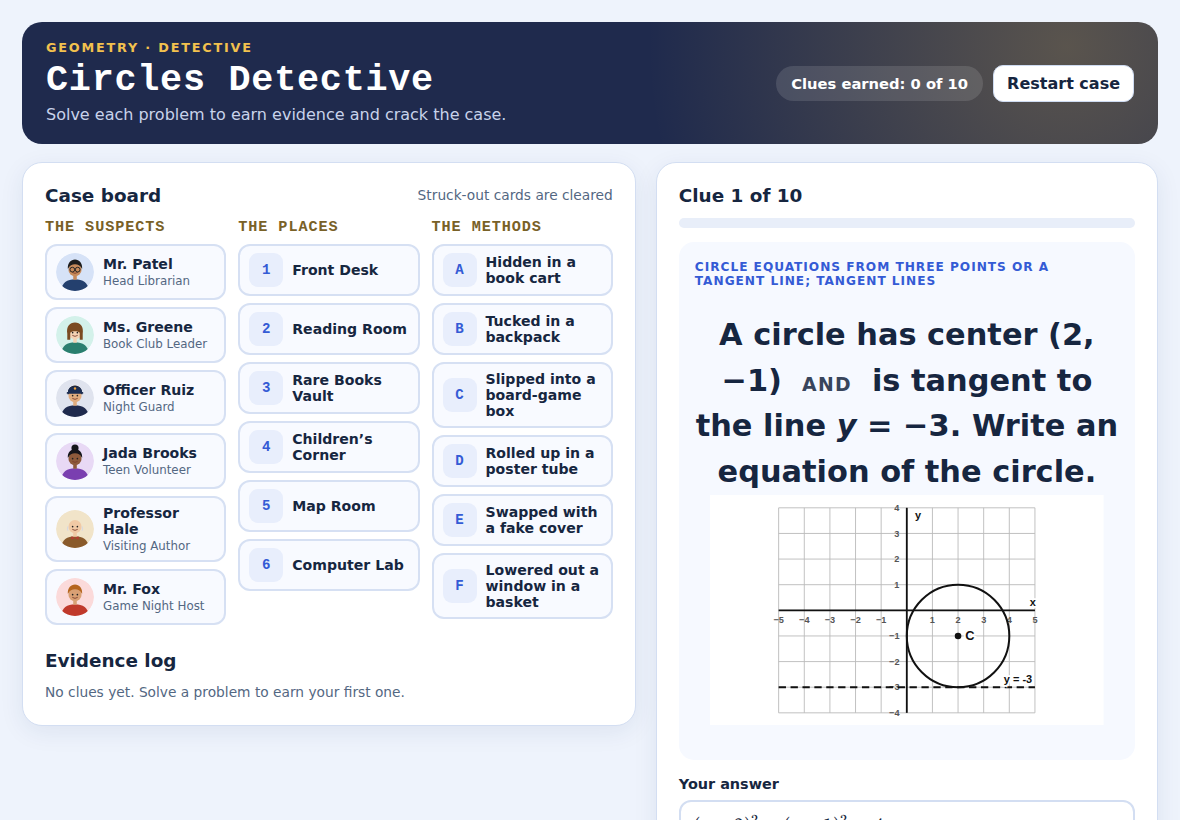 GEOMETRY · DETECTIVE
Circles Detective
Solve each problem to earn evidence and crack the case.
Clues earned: 0 of 10
Restart case
Case board
Struck-out cards are cleared
THE SUSPECTS
Mr. Patel
Head Librarian
Ms. Greene
Book Club Leader
Officer Ruiz
Night Guard
Jada Brooks
Teen Volunteer
Professor
Hale
Visiting Author
Mr. Fox
Game Night Host
THE PLACES
1 Front Desk
2 Reading Room
3 Rare Books
Vault
4 Children’s
Corner
5 Map Room
6 Computer Lab
THE METHODS
A Hidden in a
book cart
B Tucked in a
backpack
C Slipped into a
board-game
box
D Rolled up in a
poster tube
E Swapped with
a fake cover
F Lowered out a
window in a
basket
Evidence log
No clues yet. Solve a problem to earn your first one.
Clue 1 of 10
CIRCLE EQUATIONS FROM THREE POINTS OR A
TANGENT LINE; TANGENT LINES
A circle has center (2,
−1) AND is tangent to
the line y = −3. Write an
equation of the circle.
4
y
3
2
1
x
−5 −4 −3 −2 −1 1 2 3 4 5
−1
C
−2
y = -3
−3
−4
Your answer